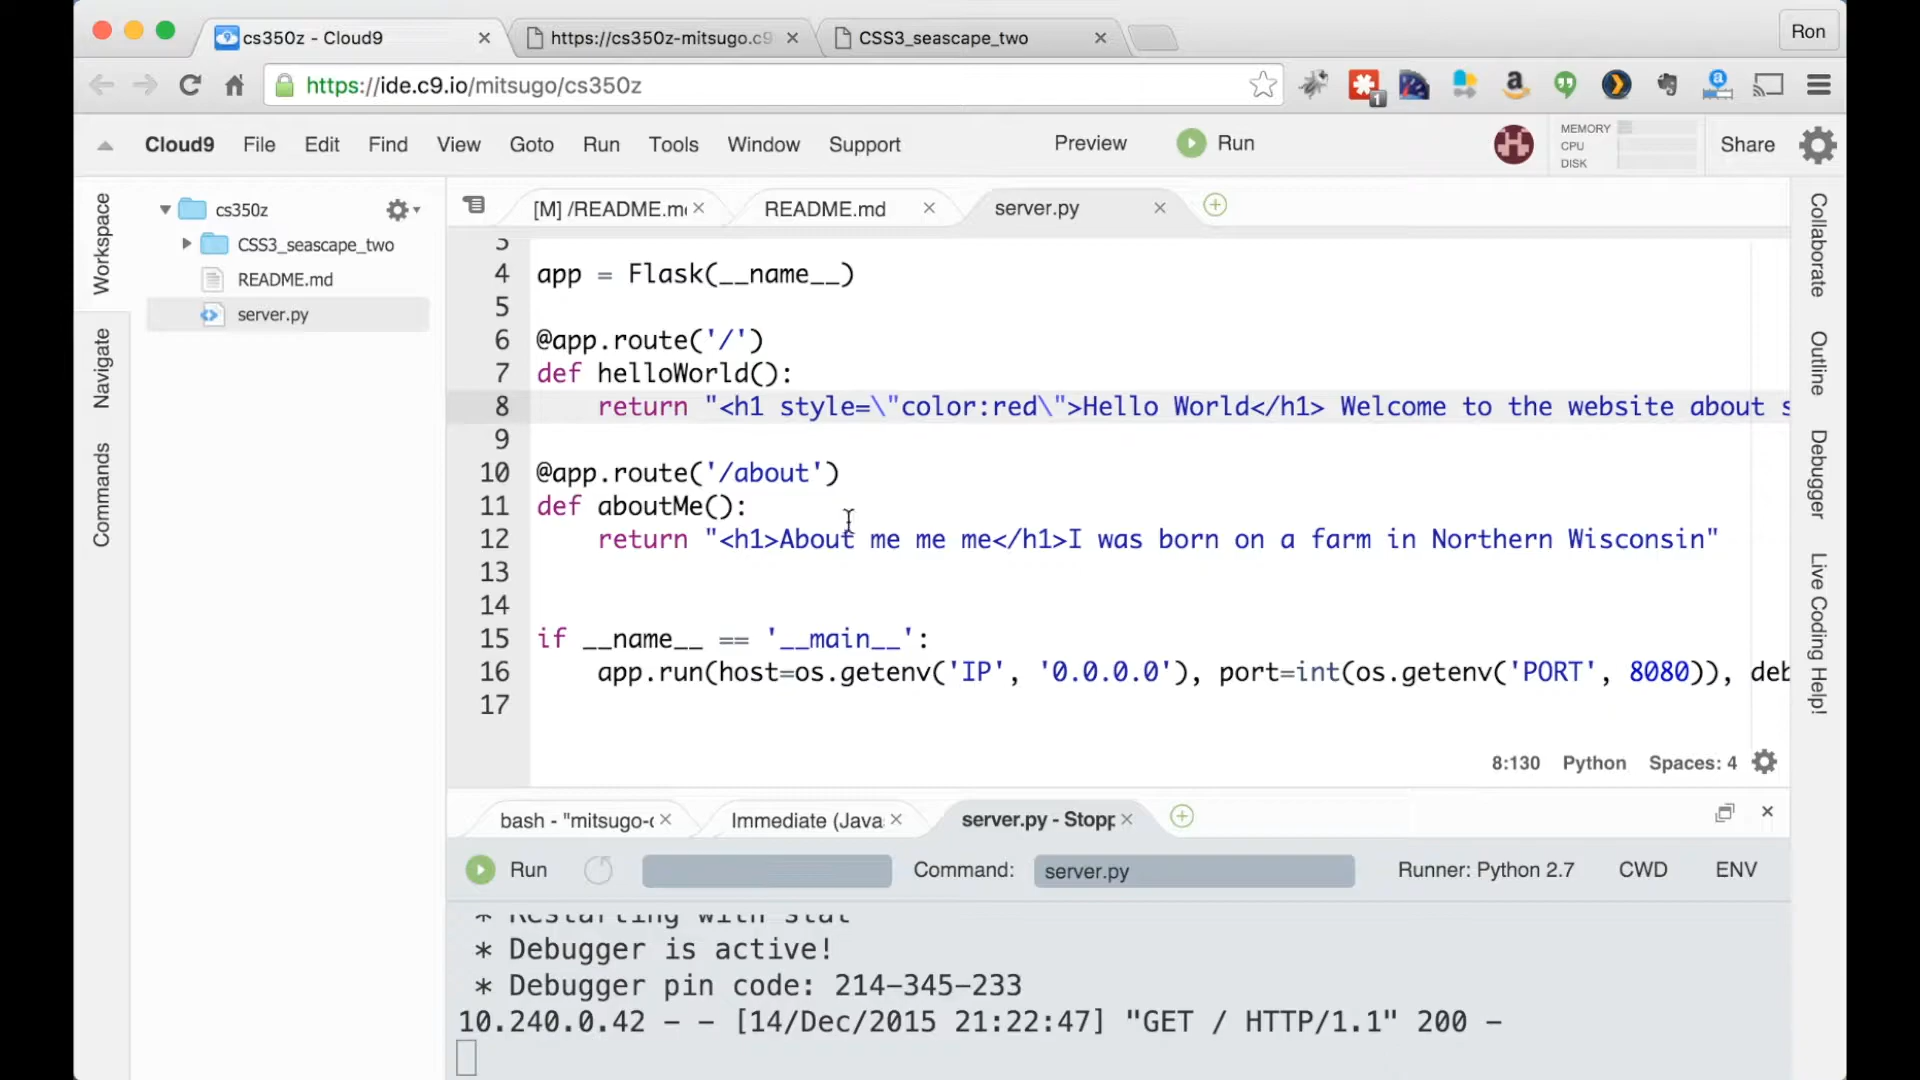 cs350z - Cloud9
https://cs350z-mitsugo.c9
CSS3_seascape_two
Ron
https://ide.c9.io/mitsugo/cs350z
1
Cloud9 File Edit Find View Goto Run Tools Window Support Preview Run
MEMORY
CPU
DISK
Share
Workspace
Navigate
Commands
cs350z
CSS3_seascape_two
README.md
server.py
[M] /README.m
README.md
server.py
3
4 app = Flask(__name__)
5
6 @app.route('/')
7 def helloWorld():
8 return "<h1 style=\"color:red\">Hello World</h1> Welcome to the website about s
9
10 @app.route('/about')
11 def aboutMe():
12 return "<h1>About me me me</h1>I was born on a farm in Northern Wisconsin"
13
14
15 if __name__ == '__main__':
16 app.run(host=os.getenv('IP', '0.0.0.0'), port=int(os.getenv('PORT', 8080)), deb
17
8:130 Python Spaces: 4
Collaborate
Outline
Debugger
Live Coding Help!
bash - "mitsugo-c
Immediate (Javas
server.py - Stopp
Run
Command: server.py
Runner: Python 2.7 CWD ENV
* Restarting with stat
* Debugger is active!
* Debugger pin code: 214-345-233
10.240.0.42 - - [14/Dec/2015 21:22:47] "GET / HTTP/1.1" 200 -